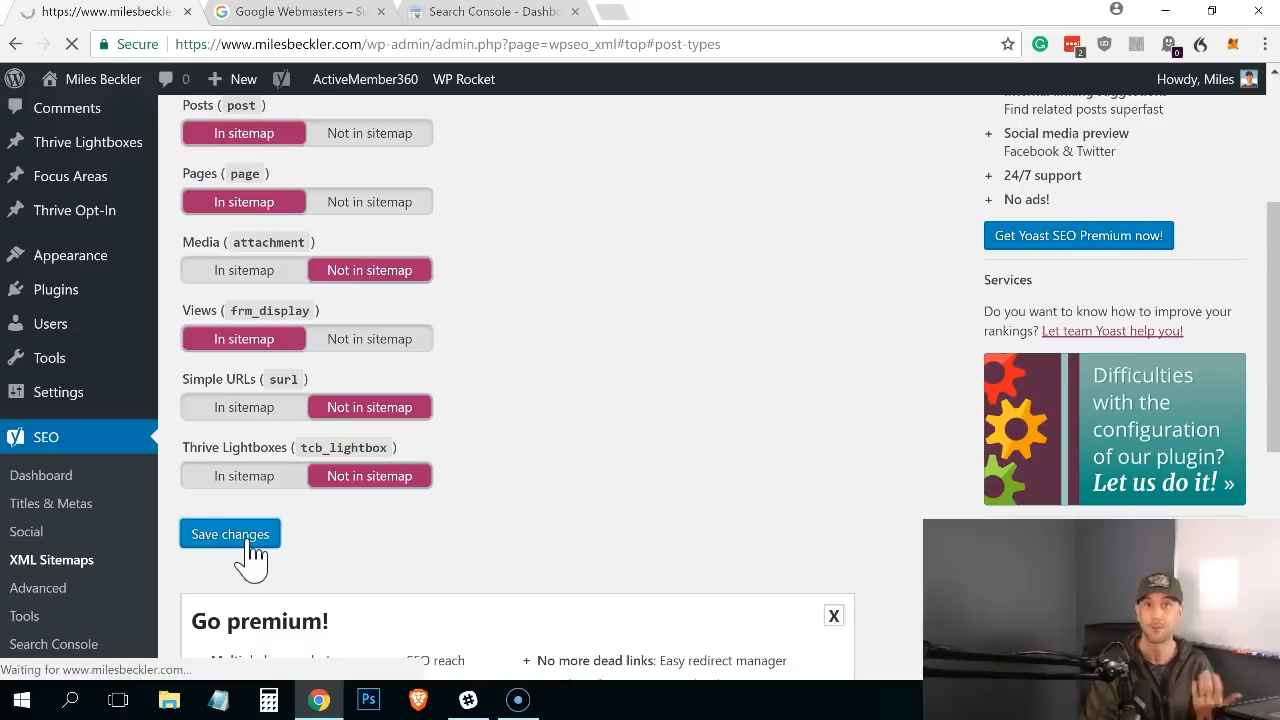 https://www.milesbeckler.c
Google Webmasters – Su
Search Console - Dashbo
Secure
https://www.milesbeckler.com/wp-admin/admin.php?page=wpseo_xml#top#post-types
2
0
Miles Beckler
0
New
ActiveMember360
WP Rocket
Howdy, Miles
Comments
Thrive Lightboxes
Focus Areas
Thrive Opt-In
Appearance
Plugins
Users
Tools
Settings
SEO
Dashboard
Titles & Metas
Social
XML Sitemaps
Advanced
Tools
Search Console
Posts ( post )
In sitemap
Not in sitemap
Pages ( page )
In sitemap
Not in sitemap
Media ( attachment )
In sitemap
Not in sitemap
Views ( frm_display )
In sitemap
Not in sitemap
Simple URLs ( surl )
In sitemap
Not in sitemap
Thrive Lightboxes ( tcb_lightbox )
In sitemap
Not in sitemap
Save changes
Go premium!
X
SEO reach
+ No more dead links: Easy redirect manager
Find related posts superfast
+ Social media preview
Facebook & Twitter
+ 24/7 support
+ No ads!
Get Yoast SEO Premium now!
Services
Do you want to know how to improve your
rankings? Let team Yoast help you!
Difficulties
with the
configuration
of our plugin?
Let us do it! »
Waiting for www.milesbeckler.com...
Ps